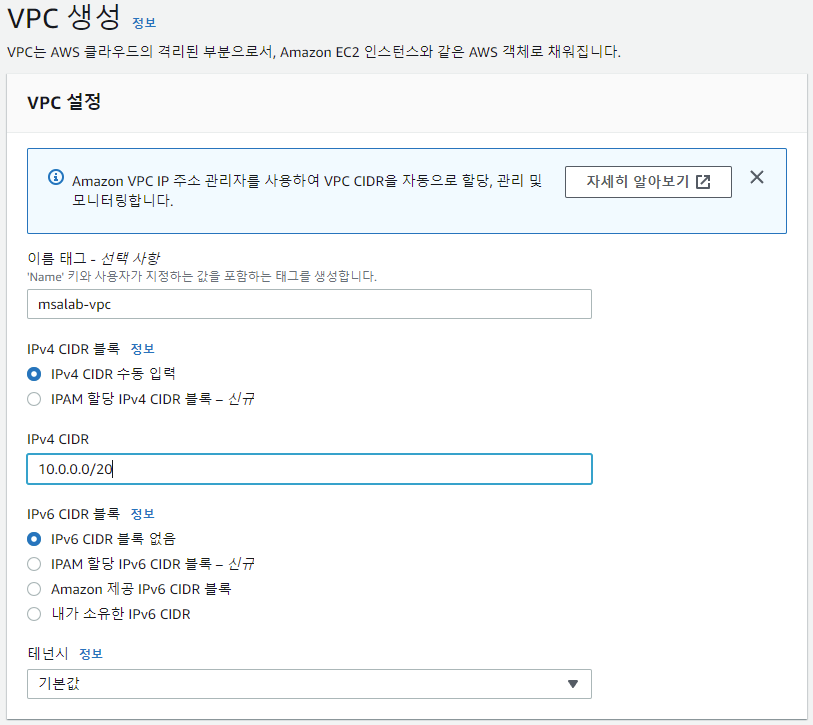 VPC 생성 정보
VPC는 AWS 클라우드의 격리된 부분으로서, Amazon EC2 인스턴스와 같은 AWS 객체로 채워집니다.
VPC 설정
Amazon VPC IP 주소 관리자를 사용하여 VPC CIDR을 자동으로 할당, 관리 및
모니터링합니다.
자세히 알아보기
이름 태그 - 선택 사항
'Name' 키와 사용자가 지정하는 값을 포함하는 태그를 생성합니다.
msalab-vpc
IPv4 CIDR 블록 정보
IPv4 CIDR 수동 입력
IPAM 할당 IPv4 CIDR 블록 – 신규
IPv4 CIDR
10.0.0.0/20
IPv6 CIDR 블록 정보
IPv6 CIDR 블록 없음
IPAM 할당 IPv6 CIDR 블록 – 신규
Amazon 제공 IPv6 CIDR 블록
내가 소유한 IPv6 CIDR
테넌시 정보
기본값